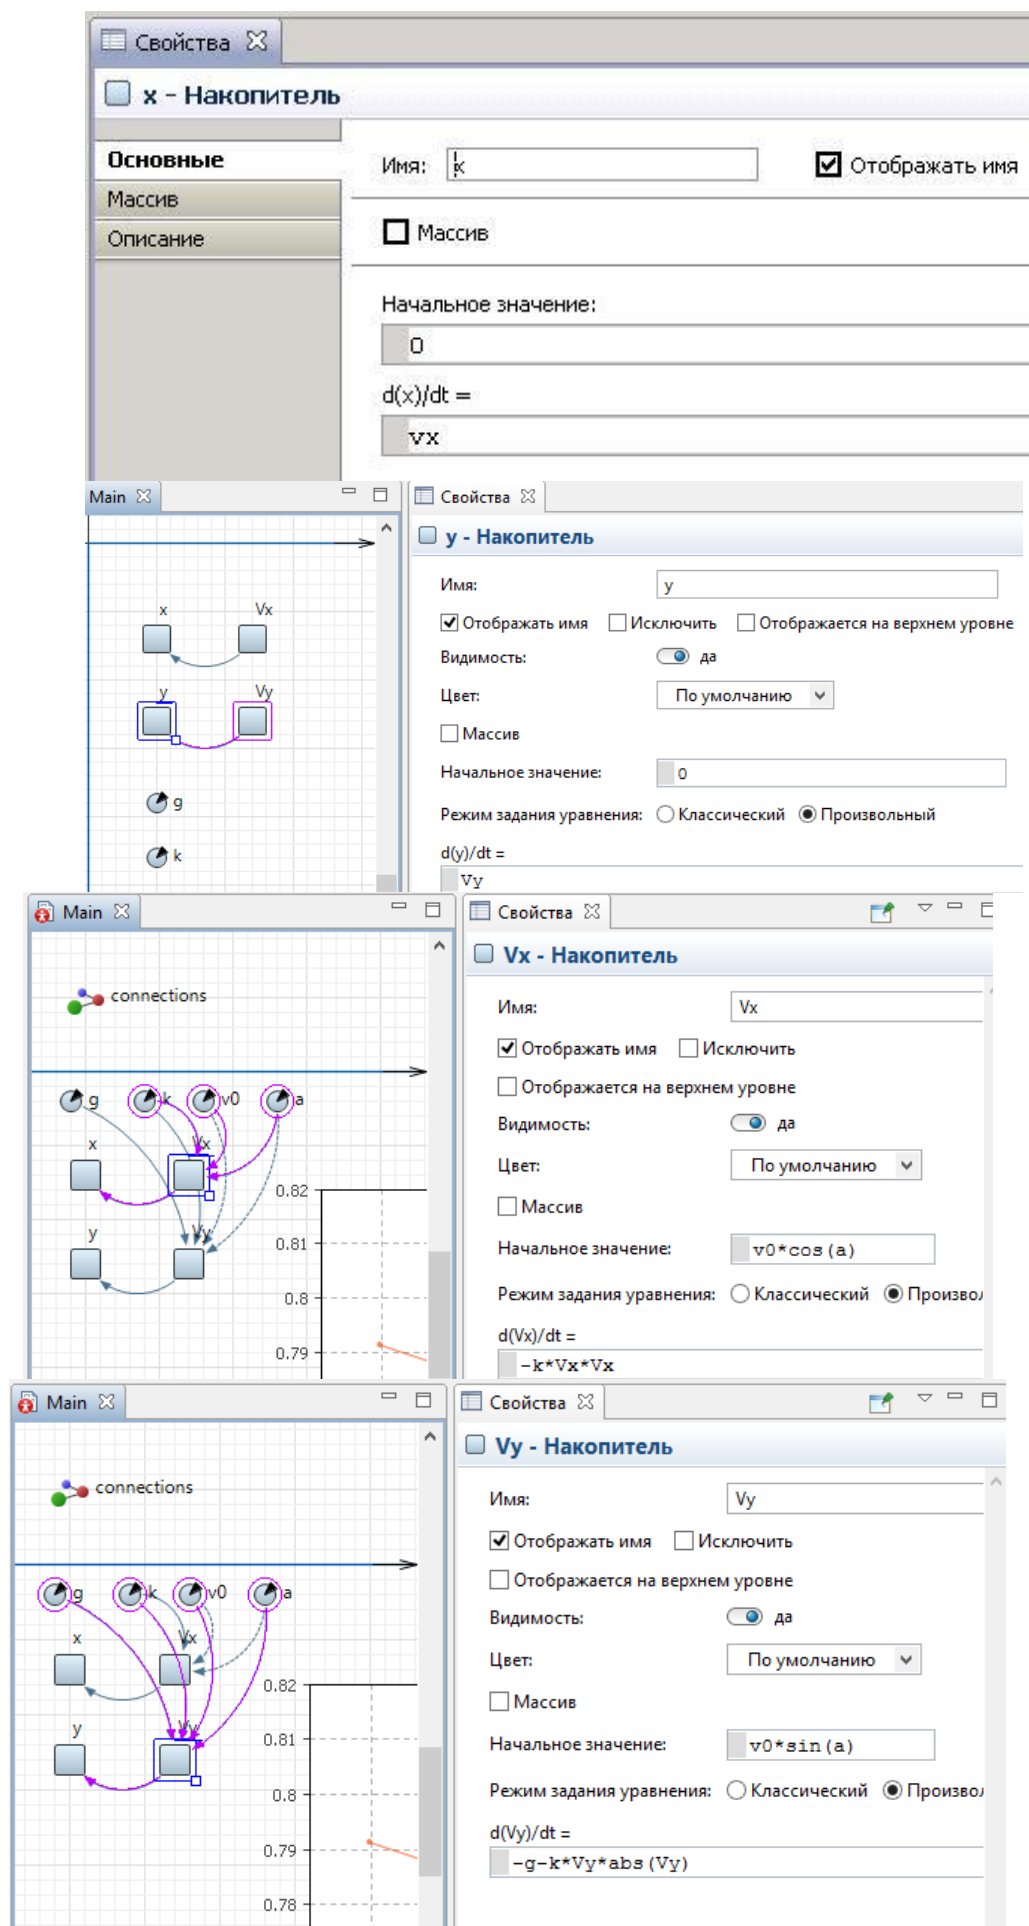 Свойства
x - Накопитель
Основные
Массив
Описание
Имя: x
Отображать имя
Массив
Начальное значение:
0
d(x)/dt =
vx
Main
x Vx
y Vy
g
k
Свойства
y - Накопитель
Имя: y
Отображать имя Исключить Отображается на верхнем уровне
Видимость: да
Цвет: По умолчанию
Массив
Начальное значение: 0
Режим задания уравнения: Классический Произвольный
d(y)/dt =
Vy
Main
connections
g k v0 a
x Vx
0.82
y Vy
0.81
0.8
0.79
Свойства
Vx - Накопитель
Имя: Vx
Отображать имя Исключить
Отображается на верхнем уровне
Видимость: да
Цвет: По умолчанию
Массив
Начальное значение: v0*cos(a)
Режим задания уравнения: Классический Произвол
d(Vx)/dt =
-k*Vx*Vx
Main
connections
g k v0 a
x Vx
0.82
y Vy
0.81
0.8
0.79
0.78
Свойства
Vy - Накопитель
Имя: Vy
Отображать имя Исключить
Отображается на верхнем уровне
Видимость: да
Цвет: По умолчанию
Массив
Начальное значение: v0*sin(a)
Режим задания уравнения: Классический Произвол
d(Vy)/dt =
-g-k*Vy*abs(Vy)